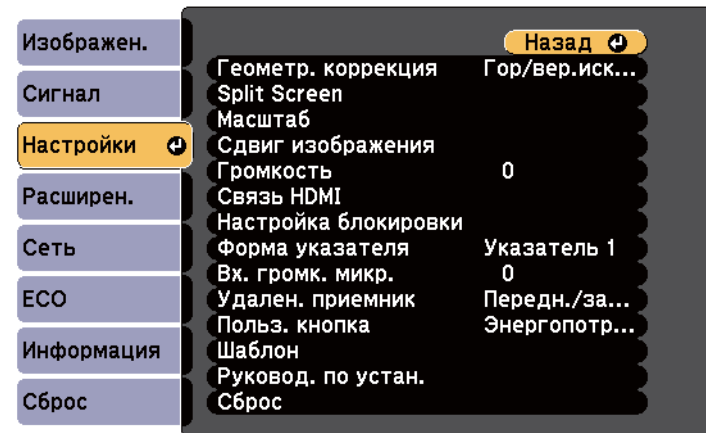 Изображен.
Сигнал
Настройки
Расширен.
Сеть
ECO
Информация
Сброс
Назад
Геометр. коррекция Гор/вер.иск...
Split Screen
Масштаб
Сдвиг изображения
Громкость 0
Связь HDMI
Настройка блокировки
Форма указателя Указатель 1
Вх. громк. микр. 0
Удален. приемник Передн./за...
Польз. кнопка Энергопотр...
Шаблон
Руковод. по устан.
Сброс